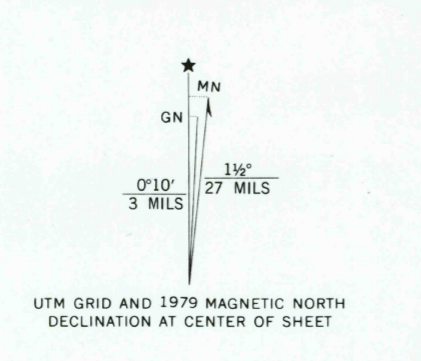 MN
GN
1½°
27 MILS
0°10'
3 MILS
UTM GRID AND 1979 MAGNETIC NORTH
DECLINATION AT CENTER OF SHEET